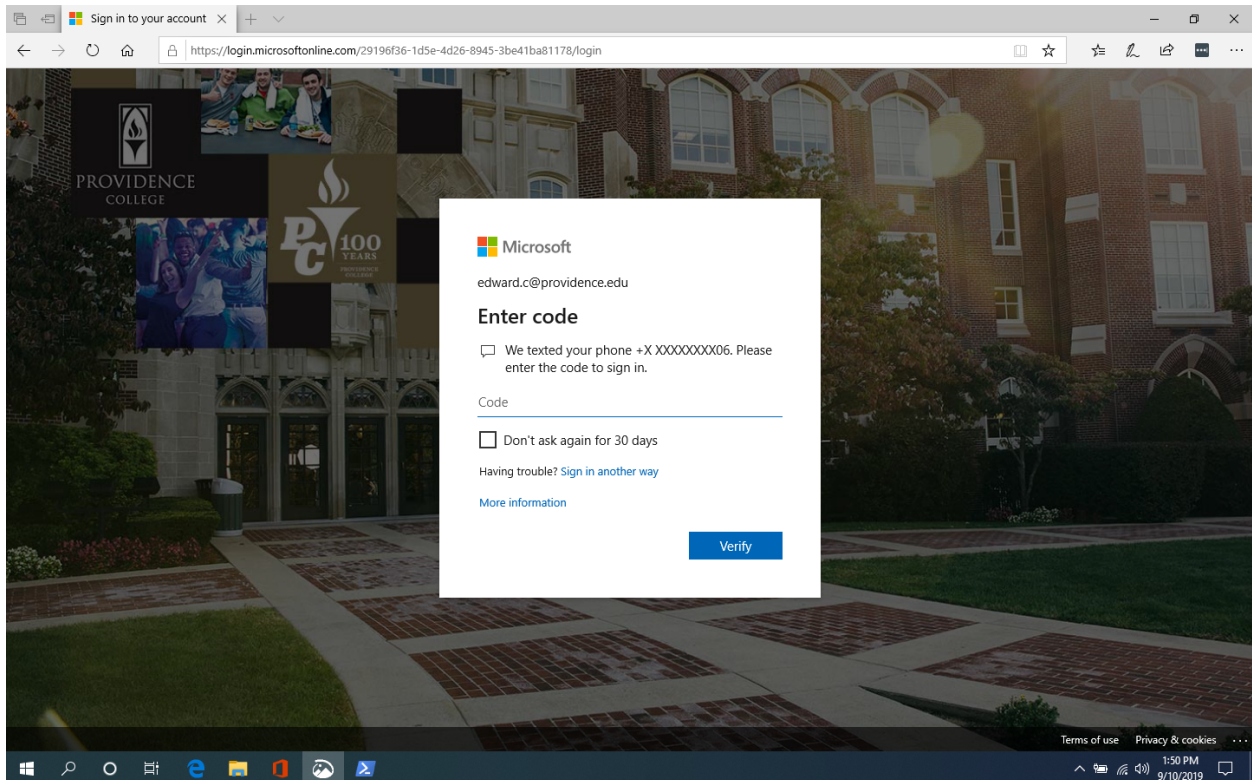 Sign in to your account
https://login.microsoftonline.com/29196f36-1d5e-4d26-8945-3be41ba81178/login
PROVIDENCE
COLLEGE
PC
100
YEARS
PROVIDENCE
COLLEGE
Microsoft
edward.c@providence.edu
Enter code
We texted your phone +X XXXXXXXX06. Please
enter the code to sign in.
Code
Don't ask again for 30 days
Having trouble? Sign in another way
More information
Verify
Terms of use Privacy & cookies
1:50 PM
9/10/2019